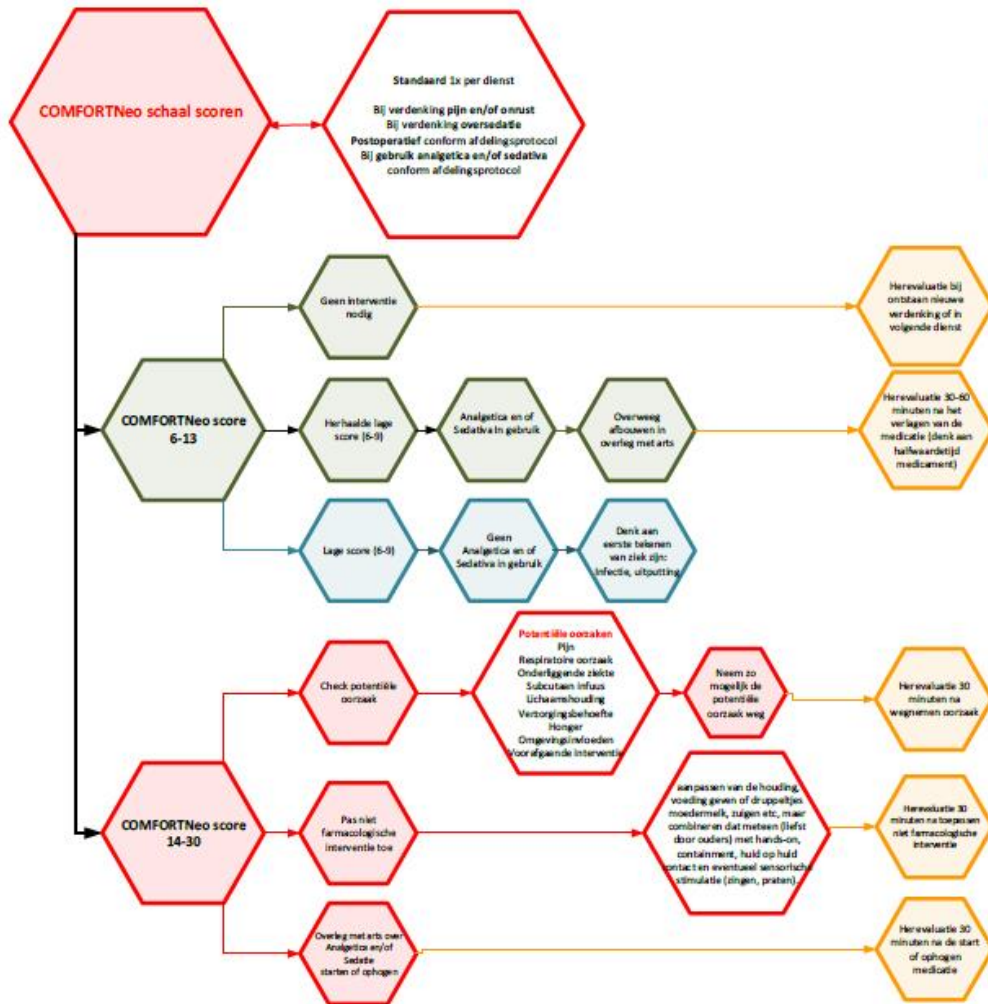 COMFORTNeo schaal scoren
Standaard 1x per dienst
Bij verdenking pijn en/of onrust
Bij verdenking oversedatie
Postoperatief conform afdelingsprotocol
Bij gebruik analgetica en/of sedativa
conform afdelingsprotocol
Geen interventie
nodig
Herevaluatie bij
ontstaan nieuwe
verdenking of in
volgende dienst
COMFORTNeo score
6-13
Herhaalde lage
score (6-9)
Analgetica en of
Sedativa in gebruik
Overweeg
afbouwen in
overleg met arts
Herevaluatie 30-60
minuten na het
verlagen van de
medicatie (denk aan
halfwaardetijd
medicament)
Lage score (6-9)
Geen
Analgetica en of
Sedativa in gebruik
Denk aan
eerste tekenen
van ziek zijn:
Infectie, uitputting
Check potentiële
oorzaak
Potentiële oorzaken
Pijn
Respiratoire oorzaak
Onderliggende ziekte
Subcutaen infuus
Lichaamshouding
Verzorgingsbehoefte
Honger
Omgevingsinvloeden
Voorafgaande interventie
Neem zo
mogelijk de
potentiële
oorzaak weg
Herevaluatie 30
minuten na
wegnemen oorzaak
COMFORTNeo score
14-30
Pas niet
farmacologische
interventie toe
aanpassen van de houding,
voeding geven of druppeltjes
moedermelk, zuigen etc, maar
combineren dat meteen (liefst
door ouders) met hands-on,
containment, huid op huid
contact en eventueel sensorische
stimulatie (zingen, praten).
Herevaluatie 30
minuten na toepassen
niet farmacologische
interventie
Overleg met arts over
Analgetica en/of
Sedatie
starten of ophogen
Herevaluatie 30
minuten na de start
of ophogen
medicatie